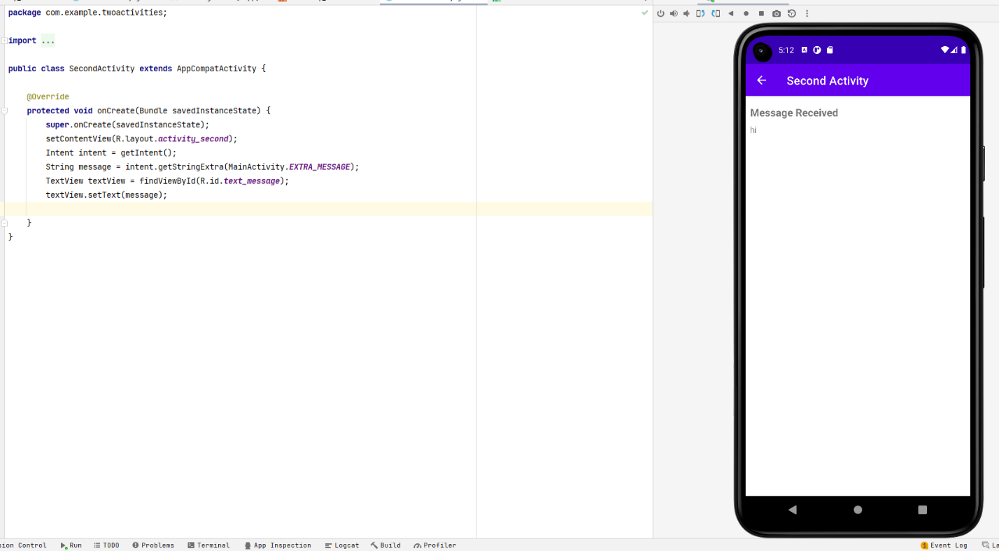 package com.example.twoactivities;
import ...
public class SecondActivity extends AppCompatActivity {
@Override
protected void onCreate(Bundle savedInstanceState) {
super.onCreate(savedInstanceState);
setContentView(R.layout.activity_second);
Intent intent = getIntent();
String message = intent.getStringExtra(MainActivity.EXTRA_MESSAGE);
TextView textView = findViewById(R.id.text_message);
textView.setText(message);
}
}
5:12
Second Activity
Message Received
hi
sion Control Run TODO Problems Terminal App Inspection Logcat Build Profiler 1 Event Log La